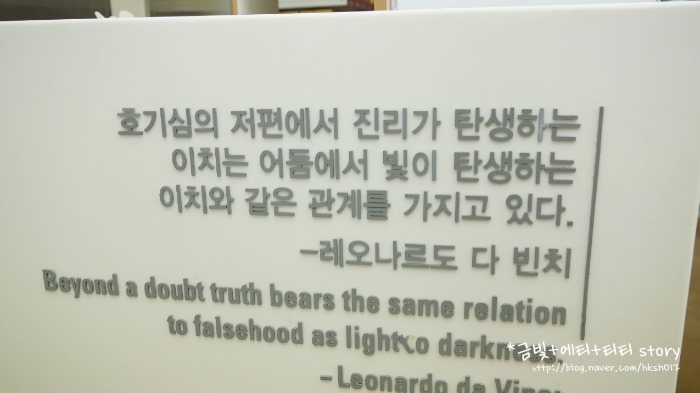 호기심의 저편에서 진리가 탄생하는
이치는 어둠에서 빛이 탄생하는
이치와 같은 관계를 가지고 있다.
-레오나르도 다 빈치
Beyond a doubt truth bears the same relation
to falsehood as light to darkness.
-Leonardo da Vinci
*금빛+에티+티티 story
http://blog.naver.com/hksh012